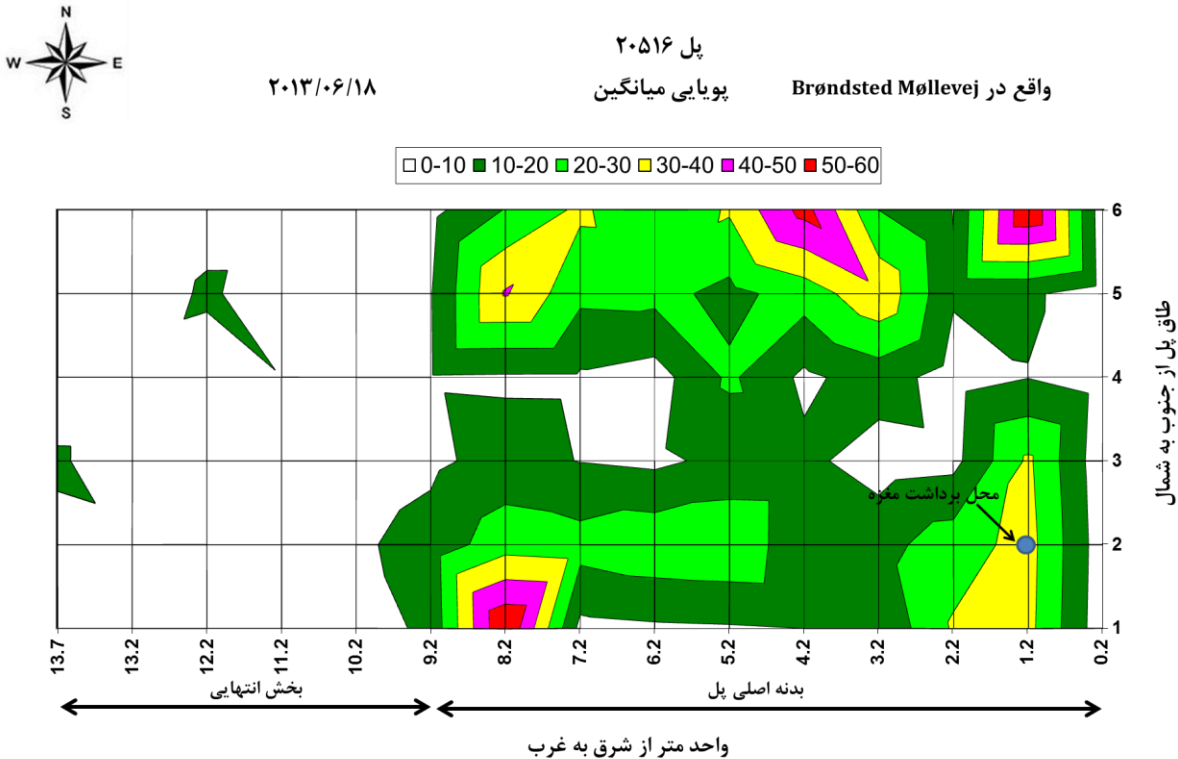 N
W E
S
پل ۲۰۵۱۶
واقع در Brøndsted Møllevej پویایی میانگین ۲۰۱۳/۰۶/۱۸
0-10 10-20 20-30 30-40 40-50 50-60
6
5
4
3
2
1
طاق پل از جنوب به شمال
محل برداشت مغزه
13.7 13.2 12.2 11.2 10.2 9.2 8.2 7.2 6.2 5.2 4.2 3.2 2.2 1.2 0.2
بدنه اصلی پل
بخش انتهایی
واحد متر از شرق به غرب